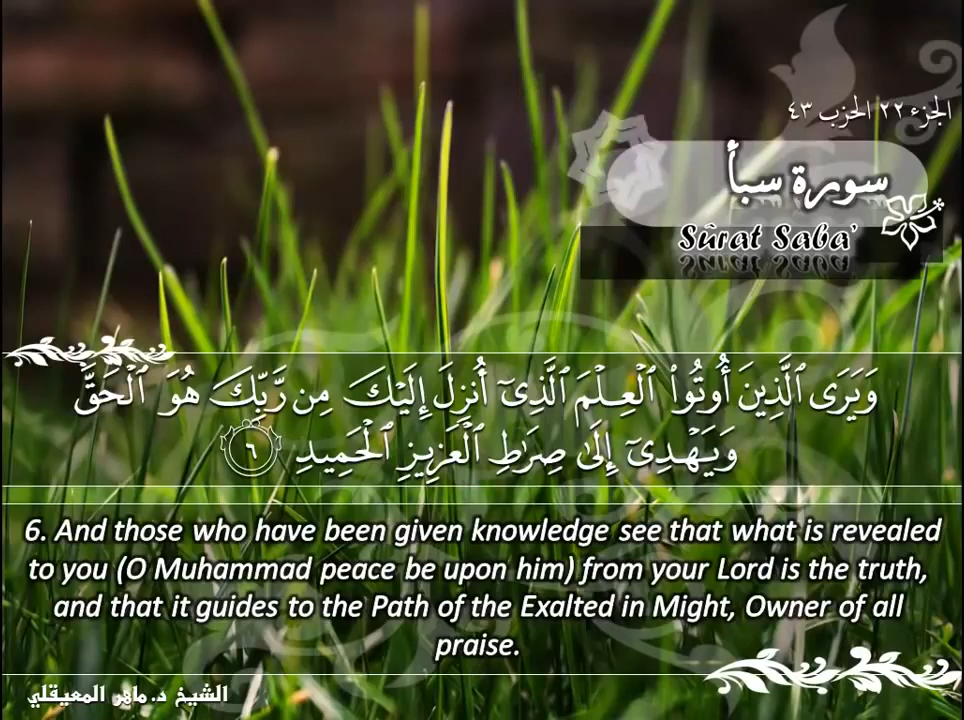 الجزء ٢٢ الحزب ٤٣
سورة سبأ
Sûrat Saba'
وَيَرَى ٱلَّذِينَ أُوتُوا۟ ٱلْعِلْمَ ٱلَّذِىٓ أُنزِلَ إِلَيْكَ مِن رَّبِّكَ هُوَ ٱلْحَقَّ
وَيَهْدِىٓ إِلَىٰ صِرَٰطِ ٱلْعَزِيزِ ٱلْحَمِيدِ ٦
6. And those who have been given knowledge see that what is revealed
to you (O Muhammad peace be upon him) from your Lord is the truth,
and that it guides to the Path of the Exalted in Might, Owner of all
praise.
الشيخ د. ماهر المعيقلي